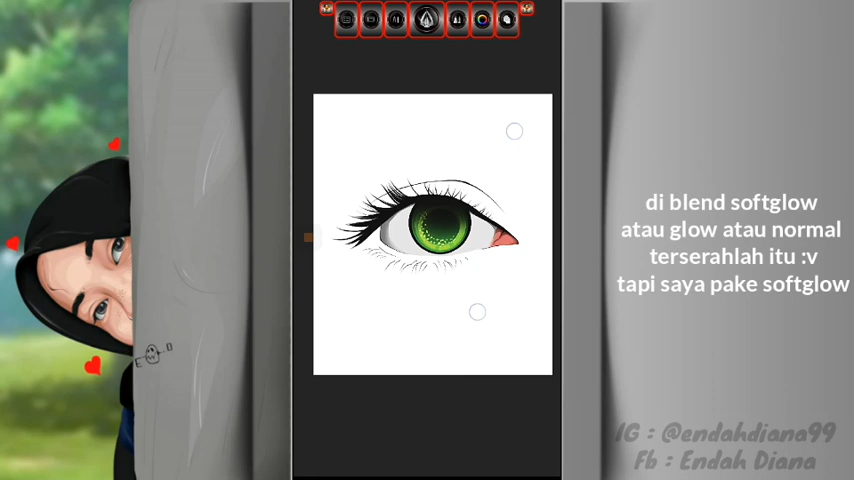 di blend softglow
atau glow atau normal
terserahlah itu :v
tapi saya pake softglow
IG : @endahdiana99
Fb : Endah Diana
E D